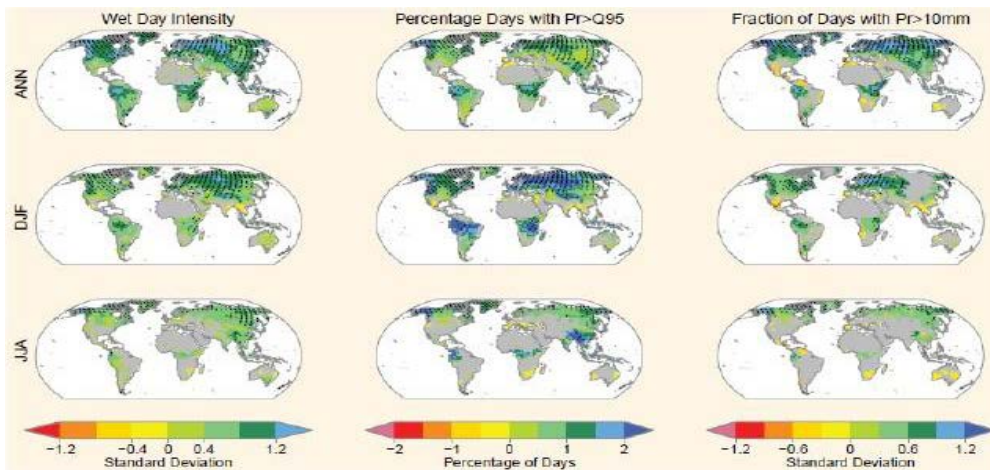 Wet Day Intensity Percentage Days with Pr>Q95 Fraction of Days with Pr>10mm
ANN
DJF
JJA
−1.2 −0.4 0 0.4 1.2 −2 −1 0 1 2 −1.2 −0.6 0 0.6 1.2
Standard Deviation Percentage of Days Standard Deviation